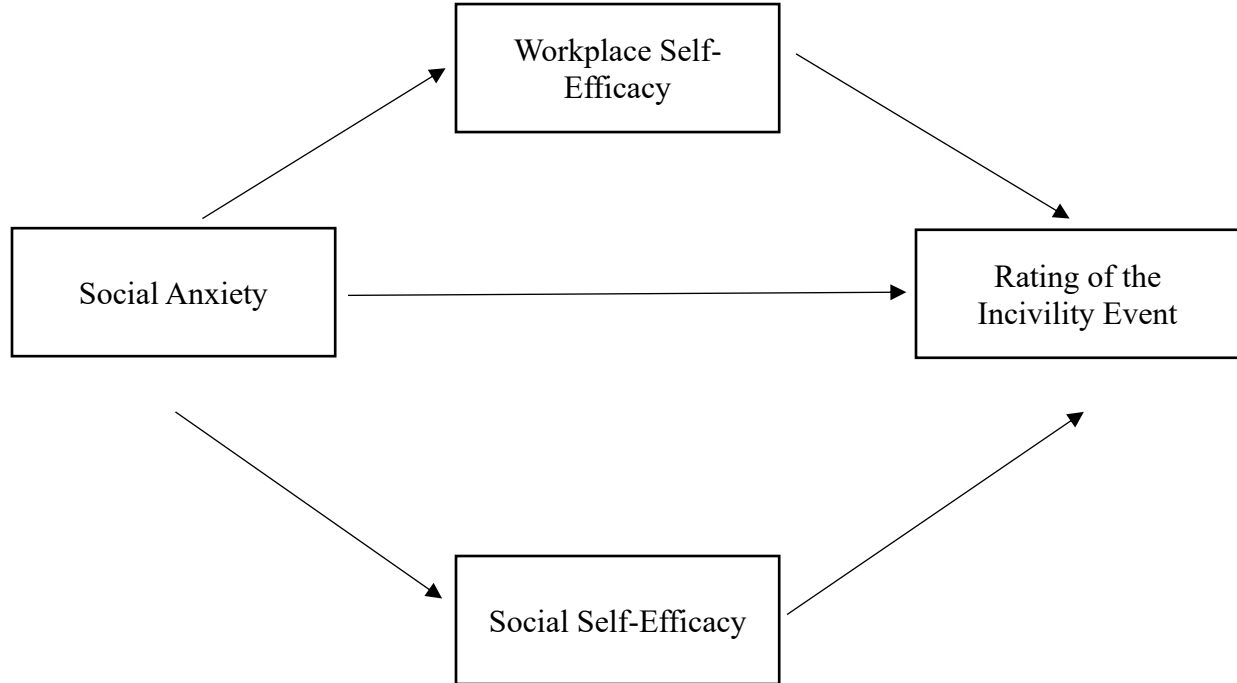 Workplace Self-
Efficacy
Social Anxiety
Rating of the
Incivility Event
Social Self-Efficacy